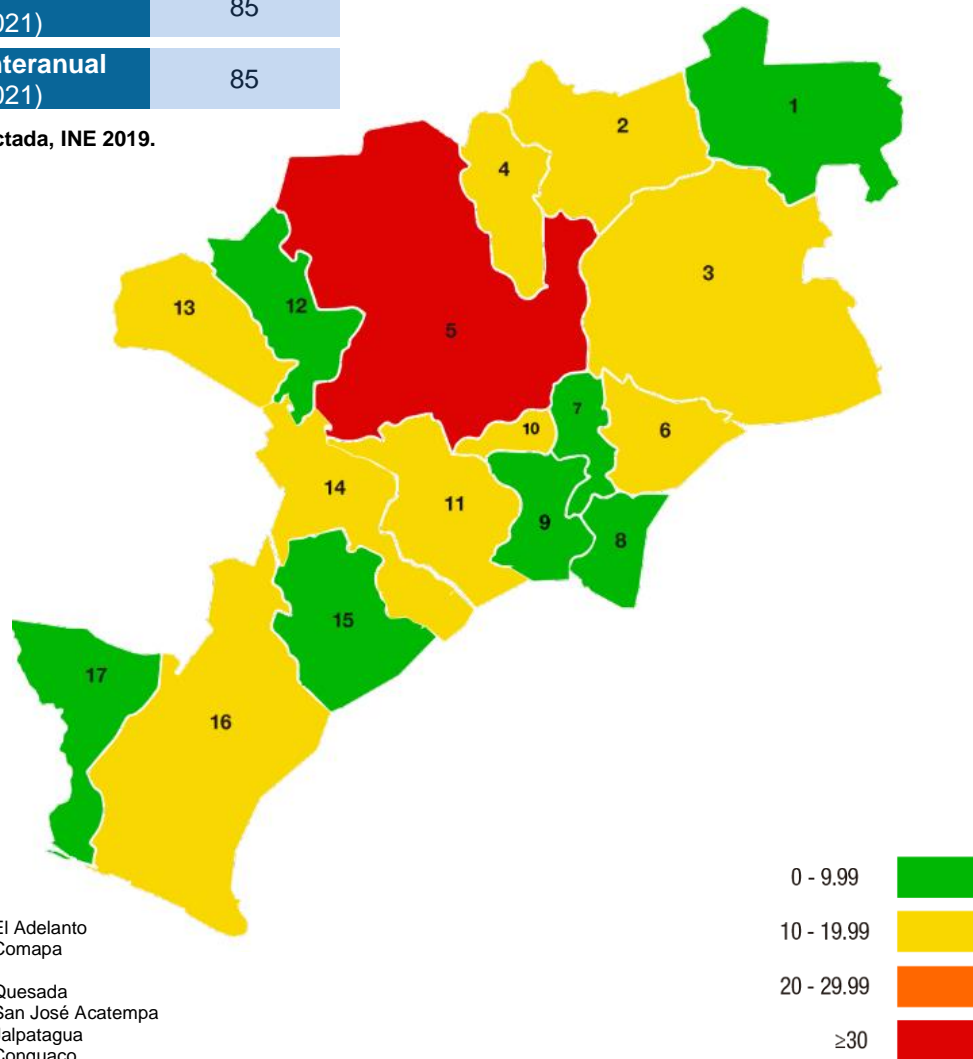 021)
85
nteranual
021)
85
ctada, INE 2019.
1
2
4
3
13
12
5
7
10
6
14
11
9
8
15
17
16
0 - 9.99
10 - 19.99
20 - 29.99
≥30
El Adelanto
Comapa
Quesada
San José Acatempa
Jalpatagua
Conguaco